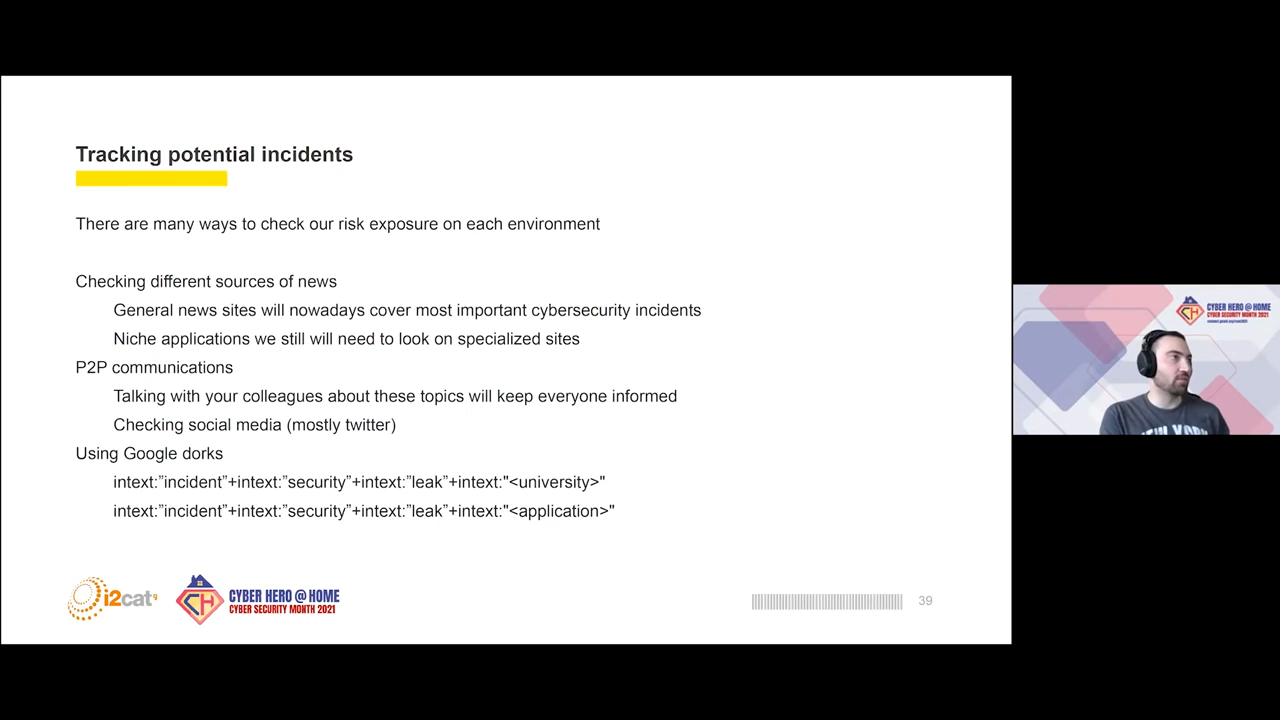 Tracking potential incidents
There are many ways to check our risk exposure on each environment
Checking different sources of news
General news sites will nowadays cover most important cybersecurity incidents
Niche applications we still will need to look on specialized sites
P2P communications
Talking with your colleagues about these topics will keep everyone informed
Checking social media (mostly twitter)
Using Google dorks
intext:”incident”+intext:”security”+intext:”leak”+intext:"<university>"
intext:”incident”+intext:”security”+intext:”leak”+intext:"<application>"
i2cat
CH
CYBER HERO @ HOME
CYBER SECURITY MONTH 2021
39
CH
CYBER HERO @ HOME
CYBER SECURITY MONTH 2021
NEW YORK